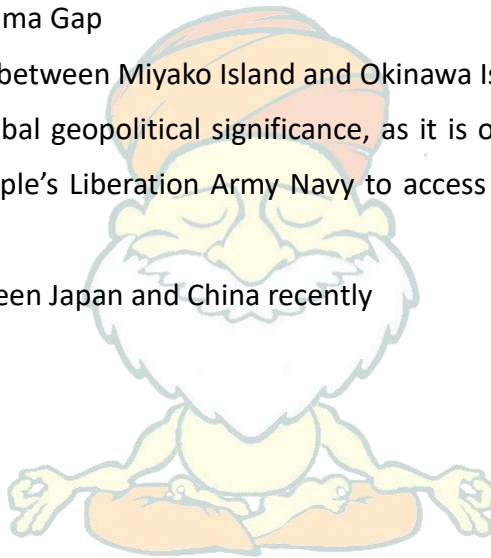 ma Gap
between Miyako Island and Okinawa Is
bal geopolitical significance, as it is o
ple’s Liberation Army Navy to access
een Japan and China recently